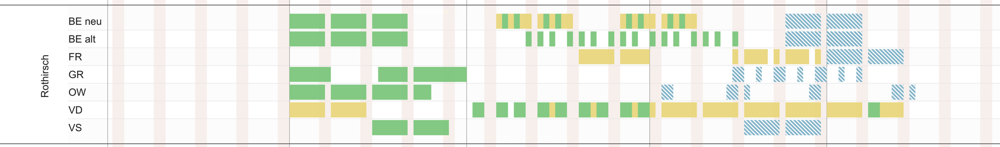 Rothirsch
BE neu
BE alt
FR
GR
OW
VD
VS